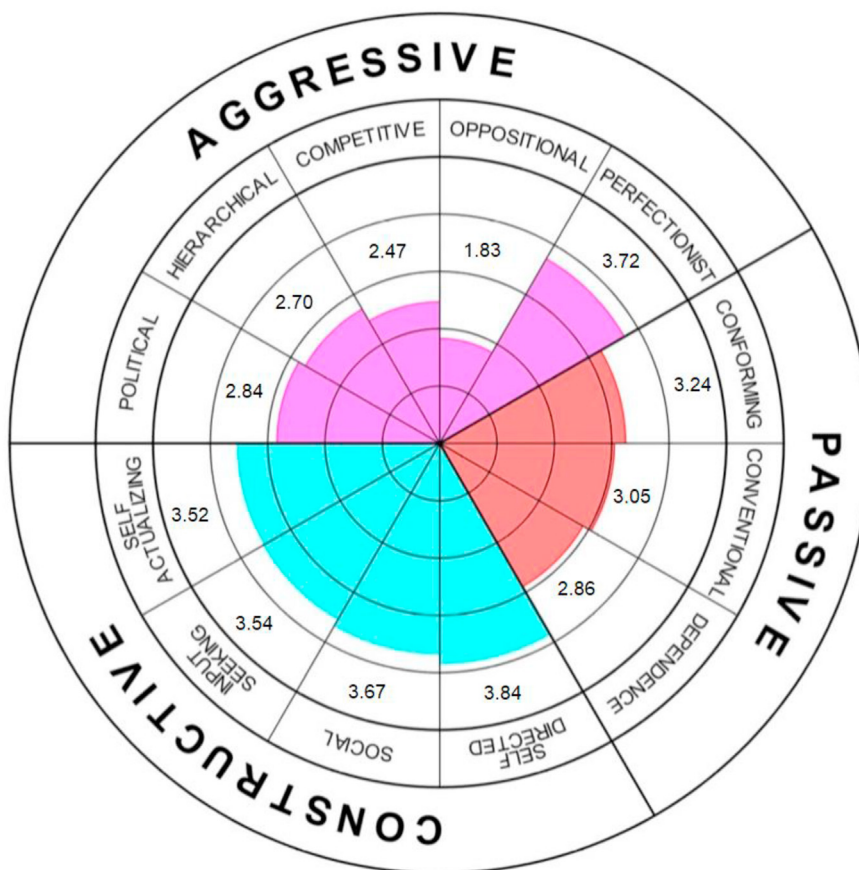 AGGRESSIVE
COMPETITIVE
OPPOSITIONAL
HIERARCHICAL
PERFECTIONIST
2.47
1.83
3.72
2.70
POLITICAL
2.84
3.24
CONFORMING
PASSIVE
SELF
ACTUALIZING
3.52
3.05
CONVENTIONAL
2.86
DEPENDENCE
INPUT
SEEKING
3.54
3.67
3.84
SOCIAL
SELF
DIRECTED
CONSTRUCTIVE